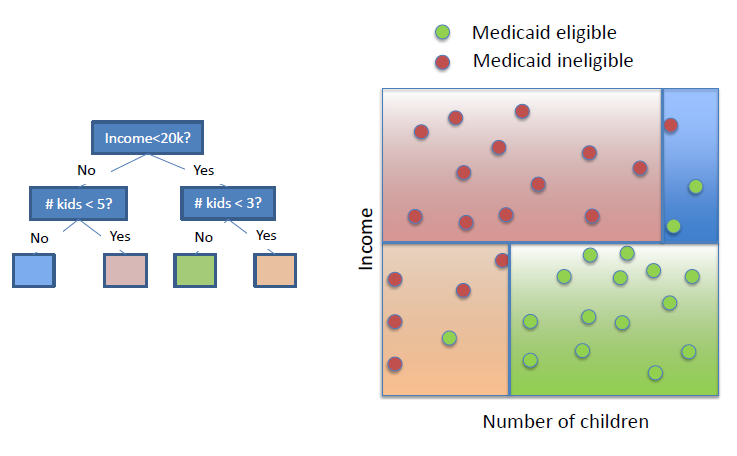 Medicaid eligible
Medicaid ineligible
Income<20k?
No
Yes
# kids < 5?
# kids < 3?
No
Yes
No
Yes
Income
Number of children